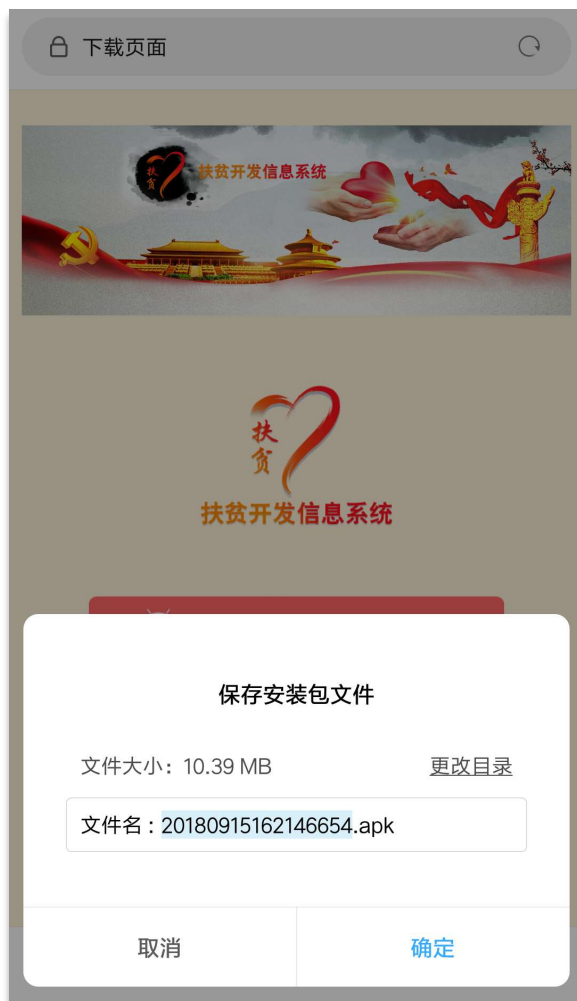 下载页面
扶贫
扶贫开发信息系统
扶
贫
扶贫开发信息系统
保存安装包文件
文件大小：10.39 MB
更改目录
文件名：20180915162146654.apk
取消
确定